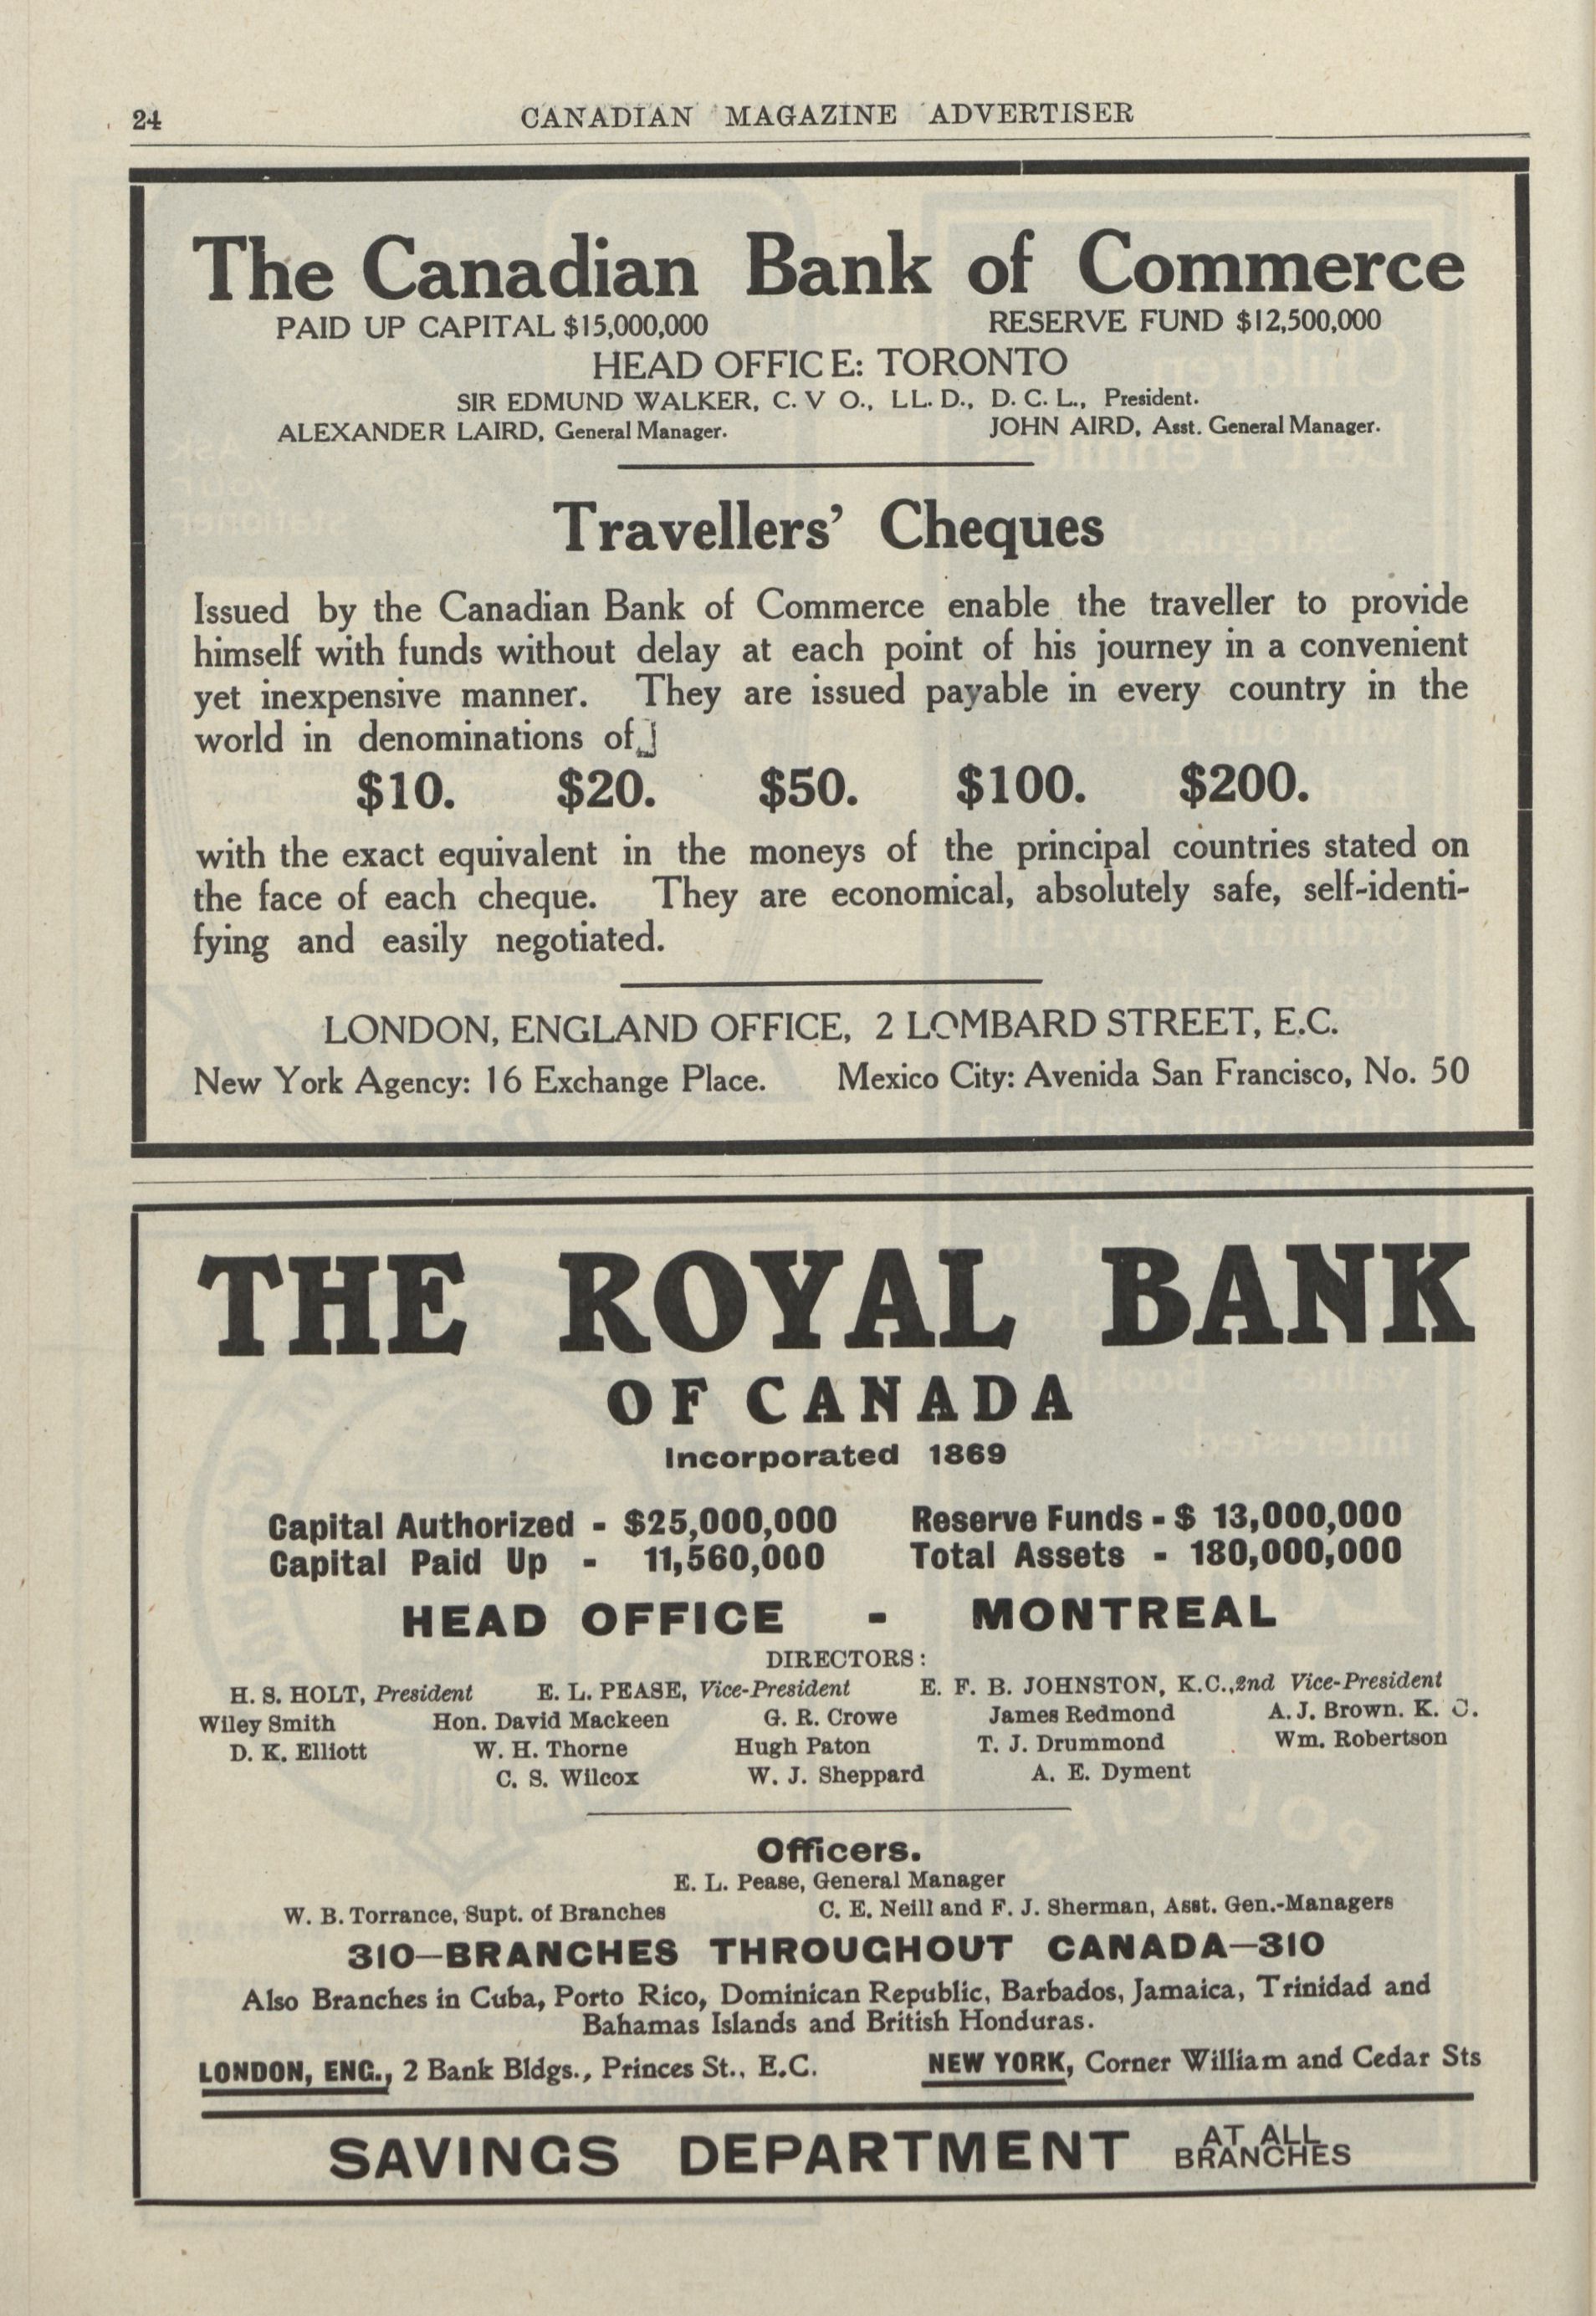 24
CANADIAN MAGAZINE ADVERTISER
The Canadian Bank of Commerce
PAID UP CAPITAL $15,000,000 RESERVE FUND $12,500,000
HEAD OFFICE: TORONTO
SIR EDMUND WALKER, C. V O., LL. D., D. C. L., President.
ALEXANDER LAIRD, General Manager. JOHN AIRD, Asst. General Manager.
Travellers' Cheques
Issued by the Canadian Bank of Commerce enable the traveller to provide
himself with funds without delay at each point of his journey in a convenient
yet inexpensive manner. They are issued payable in every country in the
world in denominations of
$10. $20. $50. $100. $200.
with the exact equivalent in the moneys of the principal countries stated on
the face of each cheque. They are economical, absolutely safe, self-identi-
fying and easily negotiated.
LONDON, ENGLAND OFFICE, 2 LOMBARD STREET, E.C.
New York Agency: 16 Exchange Place. Mexico City: Avenida San Francisco, No. 50
THE ROYAL BANK
OF CANADA
Incorporated 1869
Capital Authorized - $25,000,000 Reserve Funds - $ 13,000,000
Capital Paid Up - 11,560,000 Total Assets - 180,000,000
HEAD OFFICE - MONTREAL
DIRECTORS:
H. S. HOLT, President E. L. PEASE, Vice-President E. F. B. JOHNSTON, K.C., 2nd Vice-President
Wiley Smith Hon. David Mackeen G. R. Crowe James Redmond A. J. Brown. K. C.
D. K. Elliott W. H. Thorne Hugh Paton T. J. Drummond Wm. Robertson
C. S. Wilcox W. J. Sheppard A. E. Dyment
Officers.
E. L. Pease, General Manager
W. B. Torrance, Supt. of Branches C. E. Neill and F. J. Sherman, Asst. Gen.-Managers
310—BRANCHES THROUGHOUT CANADA—310
Also Branches in Cuba, Porto Rico, Dominican Republic, Barbados, Jamaica, Trinidad and
Bahamas Islands and British Honduras.
LONDON, ENG., 2 Bank Bldgs., Princes St., E.C. NEW YORK, Corner William and Cedar Sts
SAVINGS DEPARTMENT AT ALL
BRANCHES